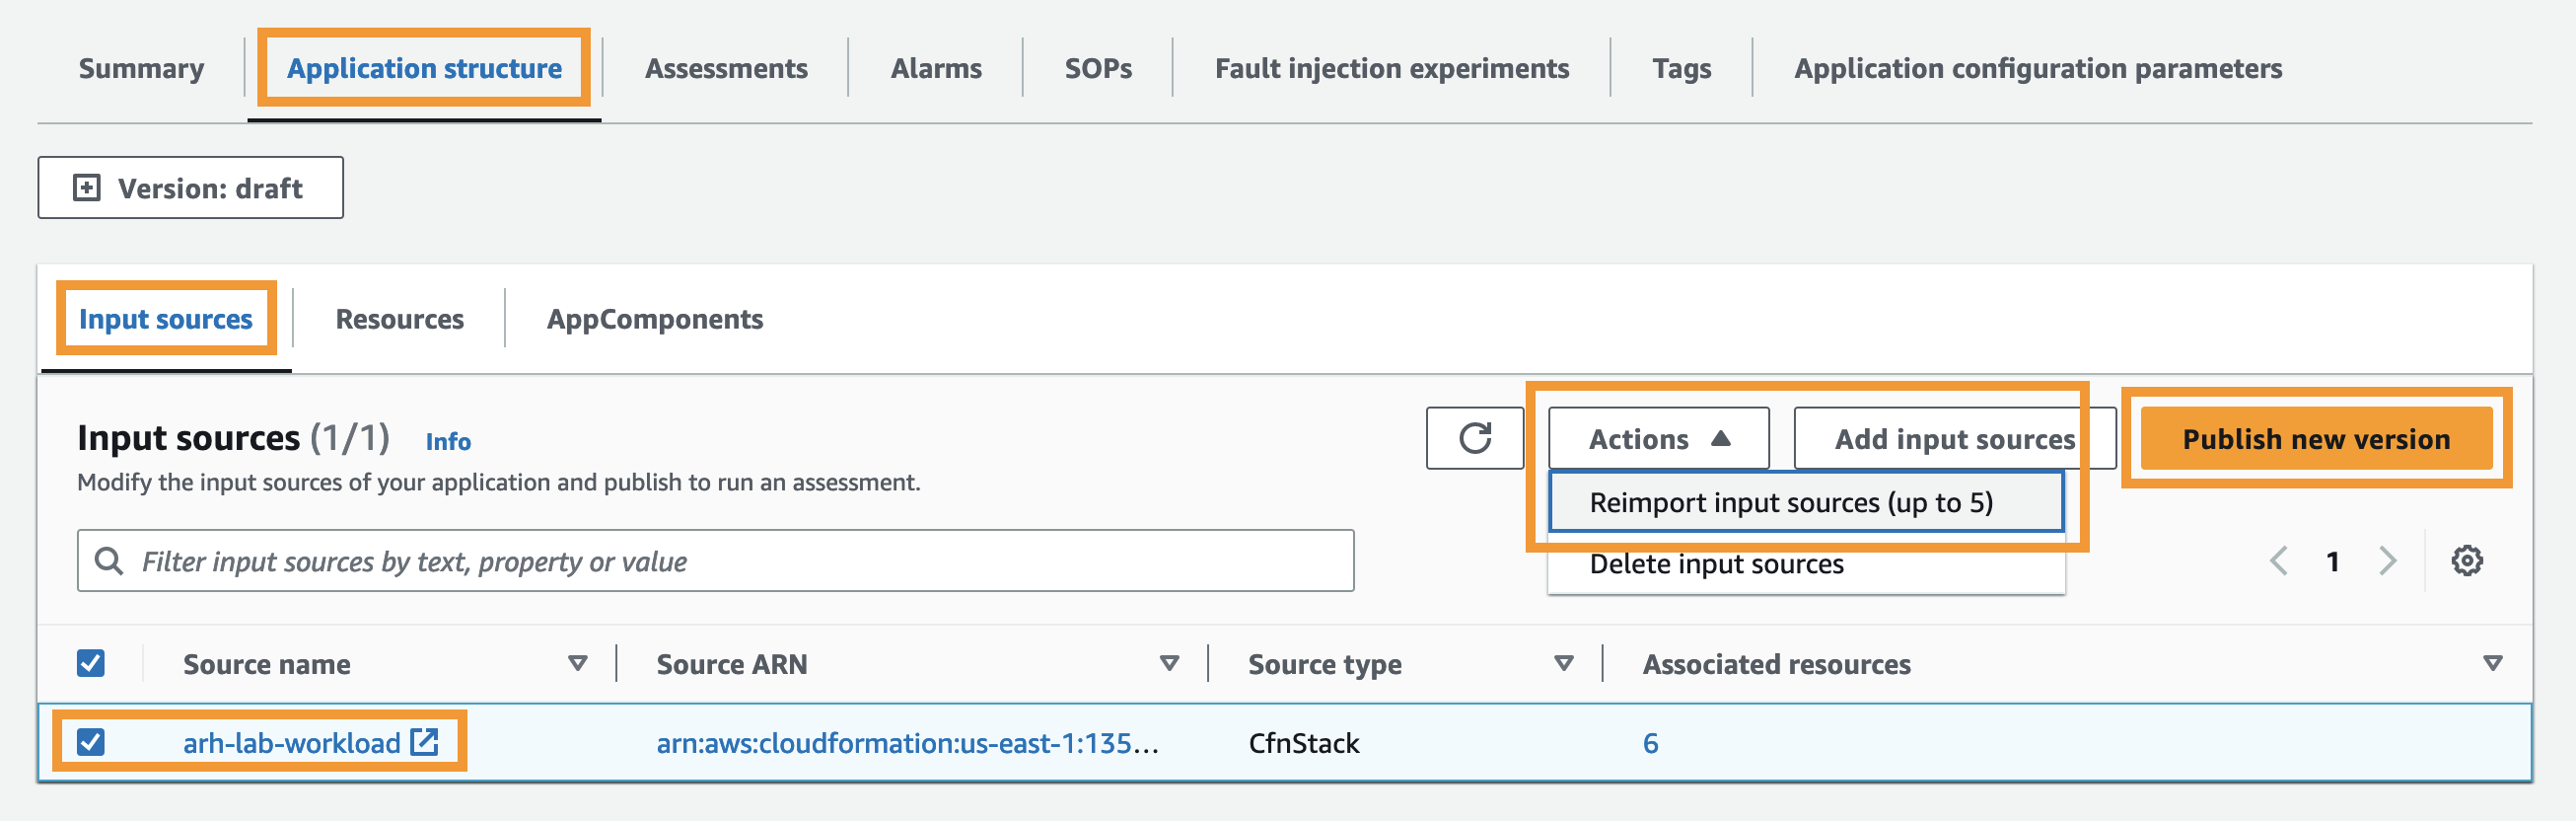 Summary Application structure Assessments Alarms SOPs Fault injection experiments Tags Application configuration parameters
Version: draft
Input sources Resources AppComponents
Input sources (1/1) Info Actions Add input sources Publish new version
Modify the input sources of your application and publish to run an assessment.
Reimport input sources (up to 5)
Filter input sources by text, property or value
Delete input sources
1
Source name Source ARN Source type Associated resources
arh-lab-workload arn:aws:cloudformation:us-east-1:135... CfnStack 6